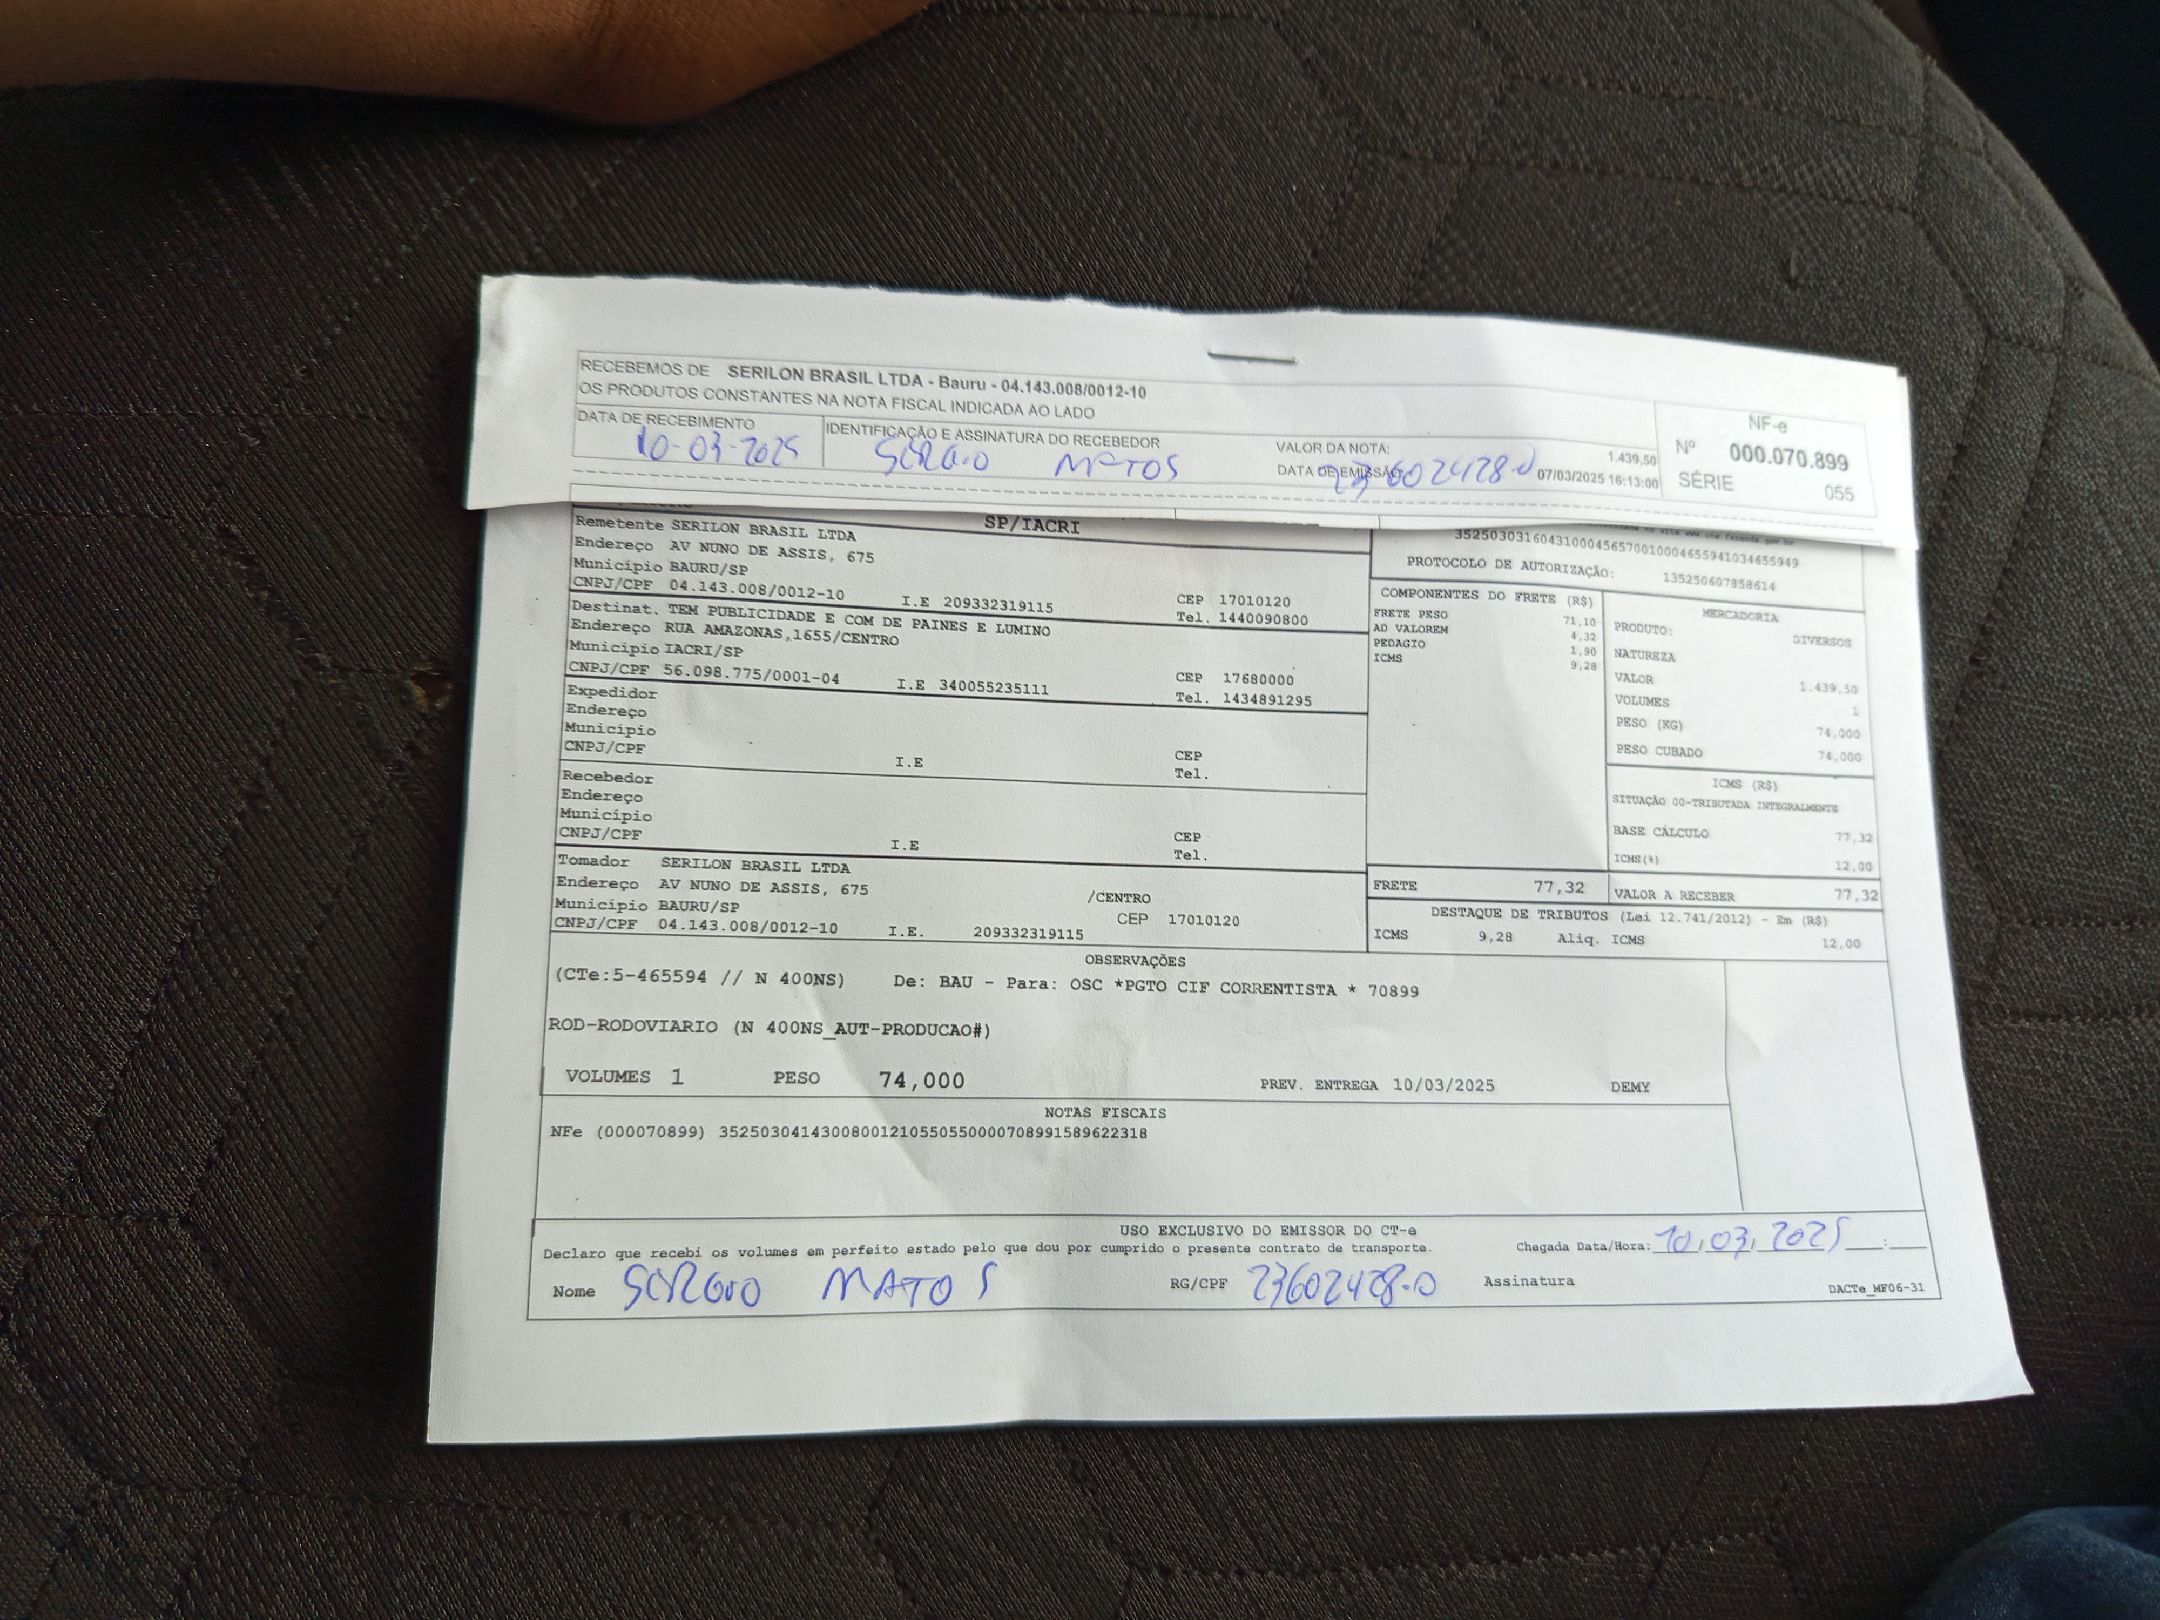 RECEBEMOS DE SERILON BRASIL LTDA - Bauru - 04.143.008/0012-10
OS PRODUTOS CONSTANTES NA NOTA FISCAL INDICADA AO LADO
DATA DE RECEBIMENTO
10-03-2025
IDENTIFICAÇÃO E ASSINATURA DO RECEBEDOR
SERGIO MATOS
VALOR DA NOTA: 1.439,50
DATA DE EMISSÃO 07/03/2025 16:13:00
23602428-0
NF-e
Nº 000.070.899
SÉRIE 055
SP/IACRI
Remetente SERILON BRASIL LTDA
Endereço AV NUNO DE ASSIS, 675
Município BAURU/SP
CEP 17010120
CNPJ/CPF 04.143.008/0012-10 I.E 209332319115 Tel. 1440090800
Destinat. TEM PUBLICIDADE E COM DE PAINES E LUMINO
Endereço RUA AMAZONAS,1655/CENTRO
Município IACRI/SP CEP 17680000
CNPJ/CPF 56.098.775/0001-04 I.E 340055235111 Tel. 1434891295
Expedidor
Endereço
Município CEP
CNPJ/CPF I.E Tel.
Recebedor
Endereço
Município CEP
CNPJ/CPF I.E Tel.
Tomador SERILON BRASIL LTDA
Endereço AV NUNO DE ASSIS, 675 /CENTRO
Município BAURU/SP CEP 17010120
CNPJ/CPF 04.143.008/0012-10 I.E. 209332319115
35250303160431000456570010004655941034655949
PROTOCOLO DE AUTORIZAÇÃO: 135250607858614
COMPONENTES DO FRETE (R$)
FRETE PESO 71,10
AD VALOREM 4,32
PEDAGIO 1,90
ICMS 9,28
MERCADORIA
PRODUTO: DIVERSOS
NATUREZA
VALOR 1.439,50
VOLUMES 1
PESO (KG) 74,000
PESO CUBADO 74,000
ICMS (R$)
SITUAÇÃO 00-TRIBUTADA INTEGRALMENTE
BASE CÁLCULO 77,32
ICMS(%) 12,00
FRETE 77,32 VALOR A RECEBER 77,32
DESTAQUE DE TRIBUTOS (Lei 12.741/2012) - Em (R$)
ICMS 9,28 Aliq. ICMS 12,00
OBSERVAÇÕES
(CTe:5-465594 // N 400NS) De: BAU - Para: OSC *PGTO CIF CORRENTISTA * 70899
ROD-RODOVIARIO (N 400NS_AUT-PRODUCAO#)
VOLUMES 1 PESO 74,000 PREV. ENTREGA 10/03/2025 DEMY
NOTAS FISCAIS
NFe (000070899) 35250304143008001210550550000708991589622318
USO EXCLUSIVO DO EMISSOR DO CT-e
Declaro que recebi os volumes em perfeito estado pelo que dou por cumprido o presente contrato de transporte. Chegada Data/Hora: 10,03,2025 __:__
Nome SERGIO MATOS RG/CPF 23602428-0 Assinatura
DACTe_MF06-31